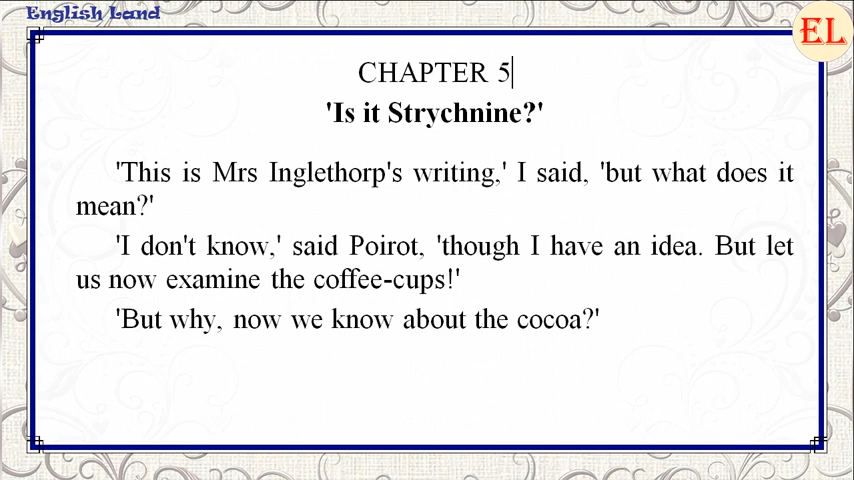 English Land
EL
CHAPTER 5
'Is it Strychnine?'
'This is Mrs Inglethorp's writing,' I said, 'but what does it
mean?'
'I don't know,' said Poirot, 'though I have an idea. But let
us now examine the coffee-cups!'
'But why, now we know about the cocoa?'